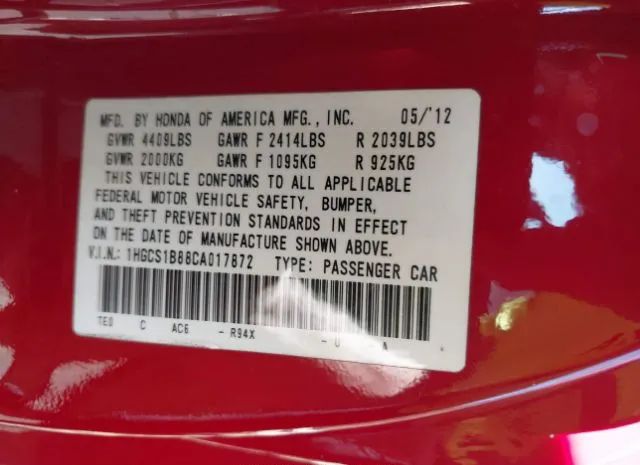 MFD. BY HONDA OF AMERICA MFG., INC. 05/'12
GVWR 4409LBS GAWR F 2414LBS R 2039LBS
GVWR 2000KG GAWR F 1095KG R 925KG
THIS VEHICLE CONFORMS TO ALL APPLICABLE
FEDERAL MOTOR VEHICLE SAFETY, BUMPER,
AND THEFT PREVENTION STANDARDS IN EFFECT
ON THE DATE OF MANUFACTURE SHOWN ABOVE.
V.I.N.: 1HGCS1B68CA017872 TYPE: PASSENGER CAR
TE0 C AC6 - R94X - U A